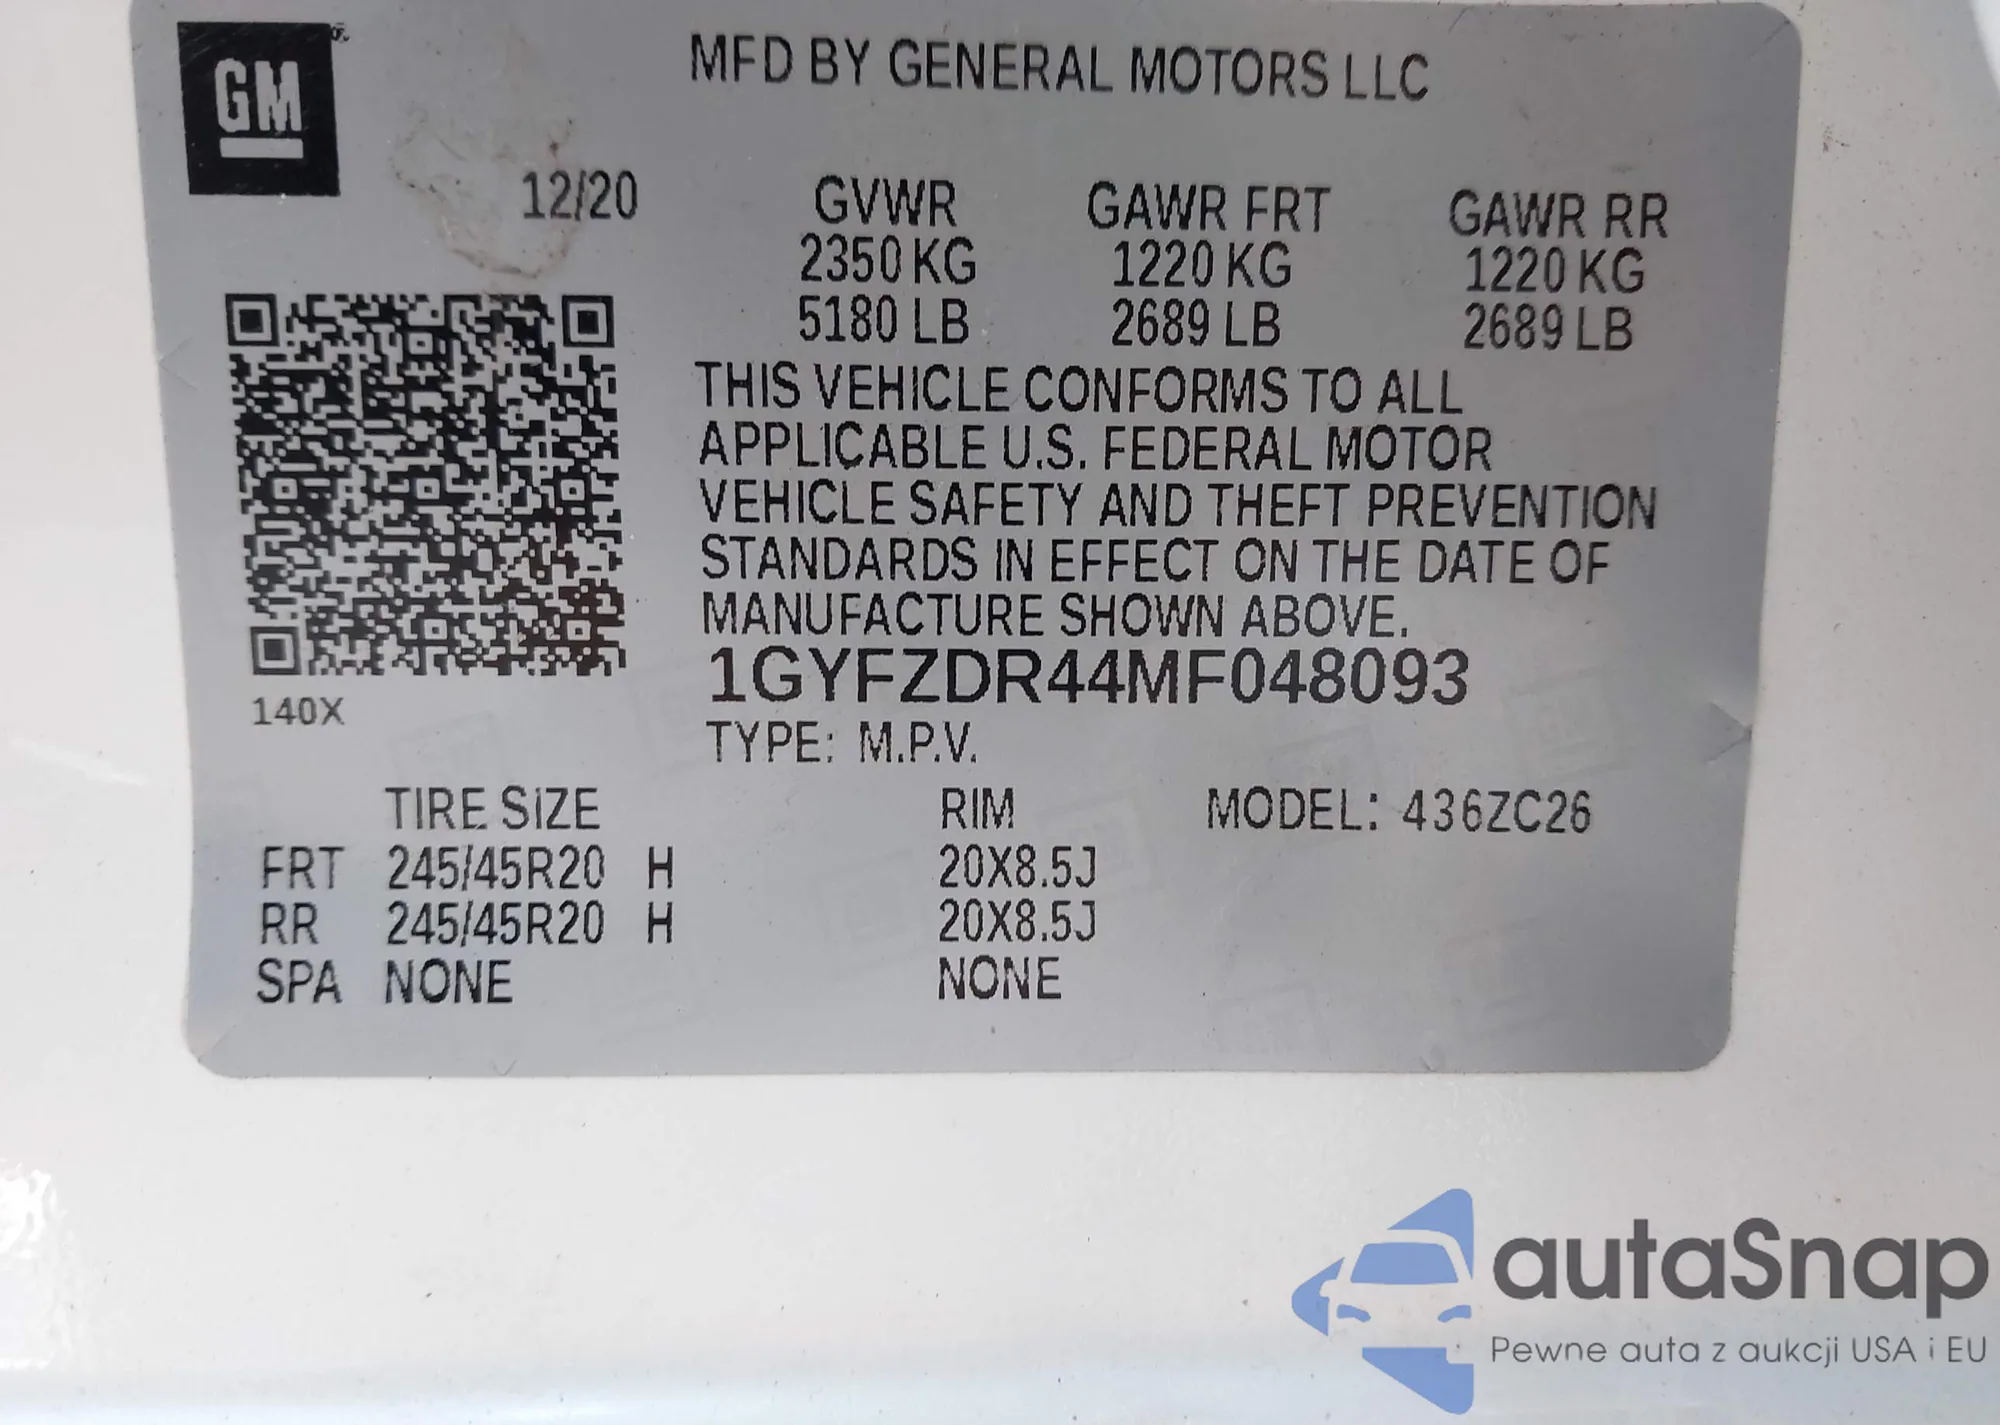 GM
MFD BY GENERAL MOTORS LLC
12/20 GVWR GAWR FRT GAWR RR
2350 KG 1220 KG 1220 KG
5180 LB 2689 LB 2689 LB
THIS VEHICLE CONFORMS TO ALL
APPLICABLE U.S. FEDERAL MOTOR
VEHICLE SAFETY AND THEFT PREVENTION
STANDARDS IN EFFECT ON THE DATE OF
MANUFACTURE SHOWN ABOVE.
1GYFZDR44MF048093
140X
TYPE: M.P.V.
TIRE SIZE RIM MODEL: 436ZC26
FRT 245/45R20 H 20X8.5J
RR 245/45R20 H 20X8.5J
SPA NONE NONE
autaSnap
Pewne auta z aukcji USA i EU